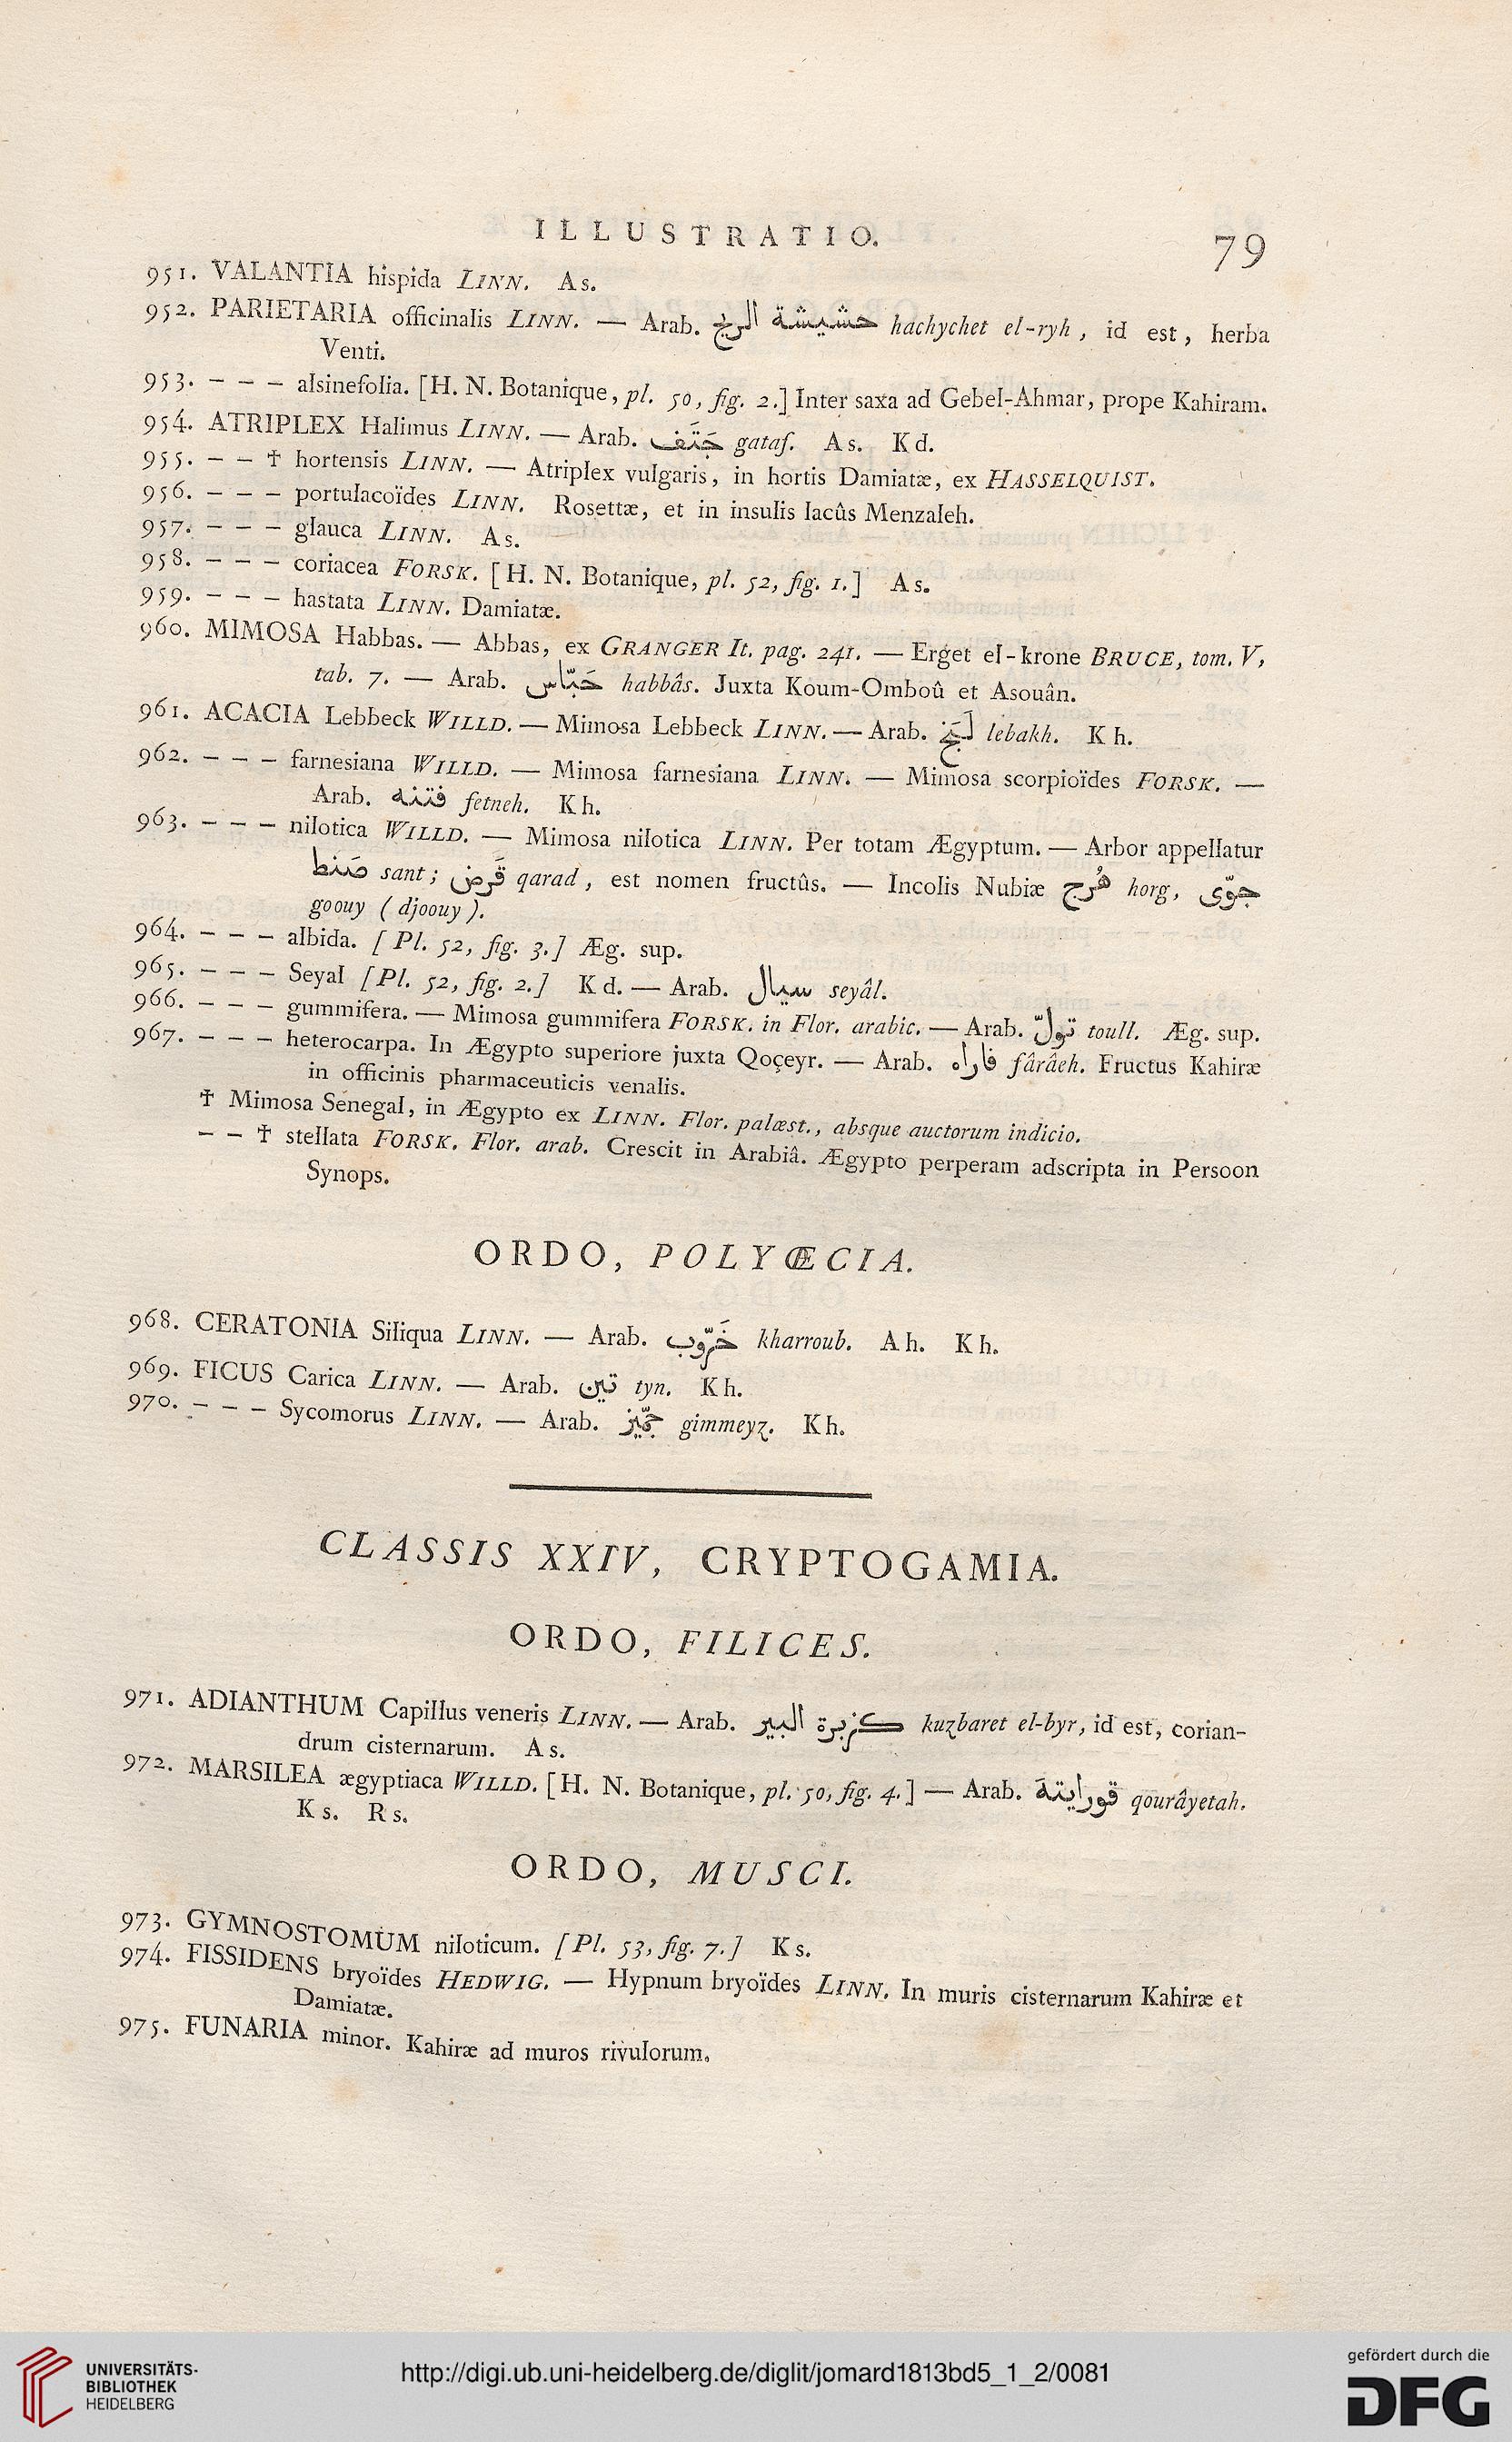 ILLUSTRATIO.
79
951. VALANTIA hispida LINN. As.
952. PARIETARIA officinalis LINN. — Arab. حشيشة الريح hachychet el-ryh, id est, herba
Venti.
953. – – – alsinefolia. [H. N. Botanique, pl. 50, fig. 2.] Inter saxa ad Gebel-Ahmar, prope Kahiram.
954. ATRIPLEX Halimus LINN. — Arab. gataf. As. Kd.
955. – – † hortensis LINN. — Atriplex vulgaris, in hortis Damiatæ, ex HASSELQUIST.
956. – – – portulacoïdes LINN. Rosettæ, et in insulis lacûs Menzaleh.
957. – – – glauca LINN. As.
958. – – – coriacea FORSK. [H. N. Botanique, pl. 52, fig. 1.] As.
959. – – – hastata LINN. Damiatæ.
960. MIMOSA Habbas. — Abbas, ex GRANGER It. pag. 241. — Erget el-krone BRUCE, tom. V,
tab. 7. — Arab. حَبّاس habbâs. Juxta Koum-Omboû et Asouân.
961. ACACIA Lebbeck WILLD. — Mimosa Lebbeck LINN. — Arab. لَبَخ lebakh. Kh.
962. – – – farnesiana WILLD. — Mimosa farnesiana LINN. — Mimosa scorpioïdes FORSK. —
Arab. فتنه fetneh. Kh.
963. – – – nilotica WILLD. — Mimosa nilotica LINN. Per totam Ægyptum. — Arbor appellatur
صَنط sant; قَرض qarad, est nomen fructûs. — Incolis Nubiæ هُرج horg, جوّى
goouy (djoouy).
964. – – – albida. [Pl. 52, fig. 3.] Æg. sup.
965. – – – Seyal [Pl. 52, fig. 2.] Kd. — Arab. سيال seyâl.
966. – – – gummifera. — Mimosa gummifera FORSK. in Flor. arabic. — Arab. تولّ toull. Æg. sup.
967. – – – heterocarpa. In Ægypto superiore juxta Qoçeyr. — Arab. فاراه fârâeh. Fructus Kahiræ
in officinis pharmaceuticis venalis.
† Mimosa Senegal, in Ægypto ex LINN. Flor. palæst., absque auctorum indicio.
– – † stellata FORSK. Flor. arab. Crescit in Arabiâ. Ægypto perperam adscripta in Persoon
Synops.
ORDO, POLYŒCIA.
968. CERATONIA Siliqua LINN. — Arab. خَرّوب kharroub. Ah. Kh.
969. FICUS Carica LINN. — Arab. تين tyn. Kh.
970. – – – Sycomorus LINN. — Arab. جمّيز gimmeyz. Kh.
CLASSIS XXIV, CRYPTOGAMIA.
ORDO, FILICES.
971. ADIANTHUM Capillus veneris LINN. — Arab. كزبرة البير kuzbaret el-byr, id est, corian-
drum cisternarum. As.
972. MARSILEA ægyptiaca WILLD. [H. N. Botanique, pl. 50, fig. 4.] — Arab. قورايتة qourâyetah.
Ks. Rs.
ORDO, MUSCI.
973. GYMNOSTOMUM niloticum. [Pl. 53, fig. 7.] Ks.
974. FISSIDENS bryoïdes HEDWIG. — Hypnum bryoïdes LINN. In muris cisternarum Kahiræ et
Damiatæ.
975. FUNARIA minor. Kahiræ ad muros rivulorum.
UNIVERSITÄTS-
BIBLIOTHEK
HEIDELBERG
http://digi.ub.uni-heidelberg.de/diglit/jomard1813bd5_1_2/0081
gefördert durch die
DFG